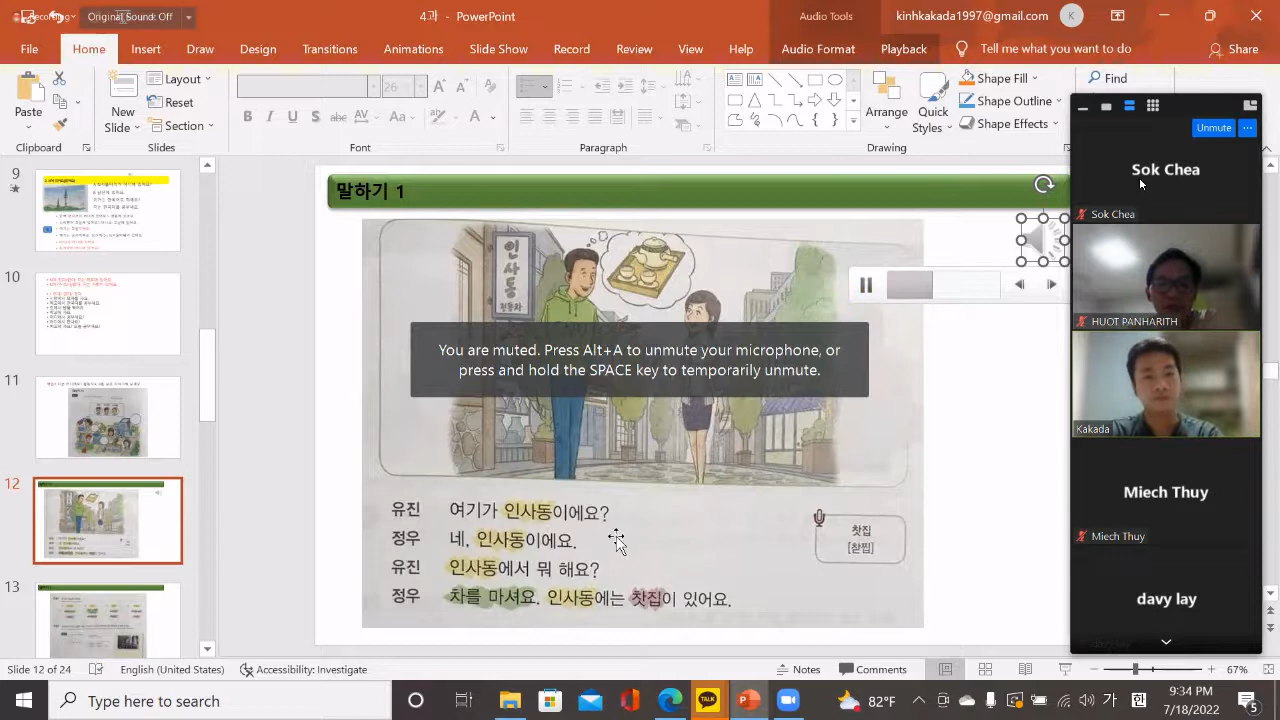 Recording
Original Sound: Off
4과 - PowerPoint
Audio Tools
kinhkakada1997@gmail.com
K
File
Home
Insert
Draw
Design
Transitions
Animations
Slide Show
Record
Review
View
Help
Audio Format
Playback
Tell me what you want to do
Share
Paste
New
Slide
Layout
Reset
Section
26
B I U S abc AV Aa A
Arrange
Quick
Styles
Shape Fill
Shape Outline
Shape Effects
Find
Clipboard
Slides
Font
Paragraph
Drawing
9
10
11
12
13
말하기 1
인사동
You are muted. Press Alt+A to unmute your microphone, or
press and hold the SPACE key to temporarily unmute.
유진 여기가 인사동이에요?
정우 네, 인사동이에요.
유진 인사동에서 뭐 해요?
정우 차를 마셔요. 인사동에는 찻집이 있어요.
찻집
[찯찝]
Unmute
Sok Chea
Sok Chea
HUOT PANHARITH
Kakada
Miech Thuy
Miech Thuy
davy lay
Slide 12 of 24
English (United States)
Accessibility: Investigate
Notes
Comments
67%
Type here to search
TALK
82°F
가
한
9:34 PM
7/18/2022
5